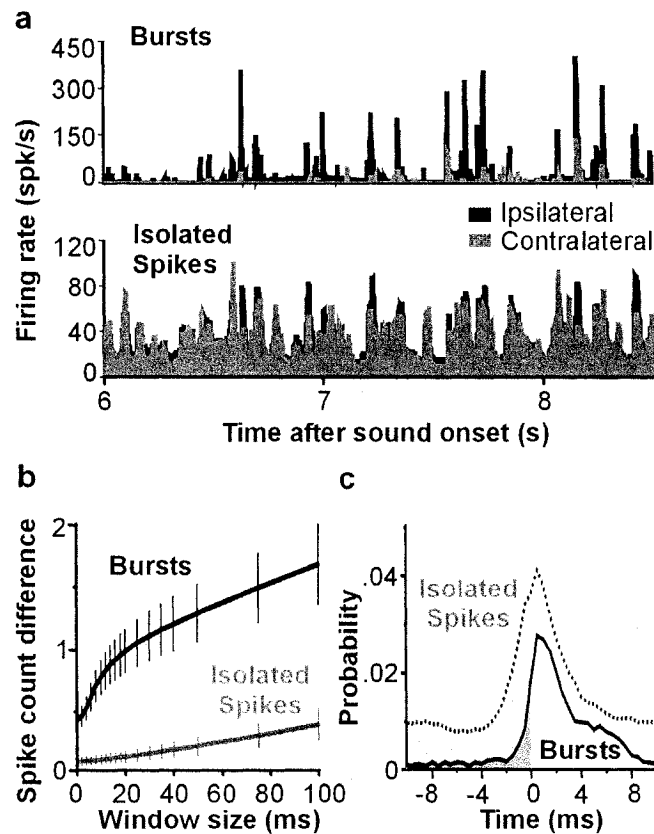 a
Bursts
450
300
150
0
Ipsilateral
Contralateral
Isolated
Spikes
120
80
40
0
Firing rate (spk/s)
6 7 8
Time after sound onset (s)
b
2
1
0
Spike count difference
Bursts
Isolated
Spikes
0 20 40 60 80 100
Window size (ms)
c
.04
.02
0
Probability
Isolated
Spikes
Bursts
-8 -4 0 4 8
Time (ms)